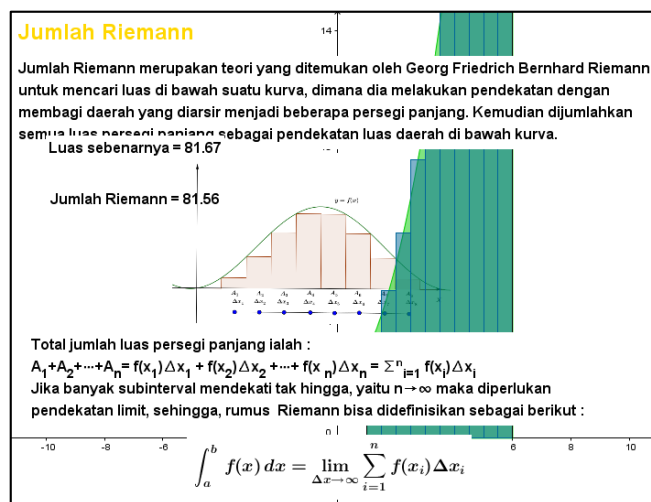 Jumlah Riemann
14
Jumlah Riemann merupakan teori yang ditemukan oleh Georg Friedrich Bernhard Riemann
untuk mencari luas di bawah suatu kurva, dimana dia melakukan pendekatan dengan
membagi daerah yang diarsir menjadi beberapa persegi panjang. Kemudian dijumlahkan
semua luas persegi panjang sebagai pendekatan luas daerah di bawah kurva.
Luas sebenarnya = 81.67
Jumlah Riemann = 81.56
y = f(x)
Total jumlah luas persegi panjang ialah :
A₁+A₂+···+Aₙ= f(x₁)Δx₁ + f(x₂)Δx₂ +···+ f(x ₙ)Δxₙ = Σⁿᵢ₌₁ f(xᵢ)Δxᵢ
Jika banyak subinterval mendekati tak hingga, yaitu n→∞ maka diperlukan
pendekatan limit, sehingga, rumus Riemann bisa didefinisikan sebagai berikut :
-10 -8 -6 6 8 10
∫ₐᵇ f(x) dx = lim_{Δx→∞} Σⁿᵢ₌₁ f(xᵢ)Δxᵢ